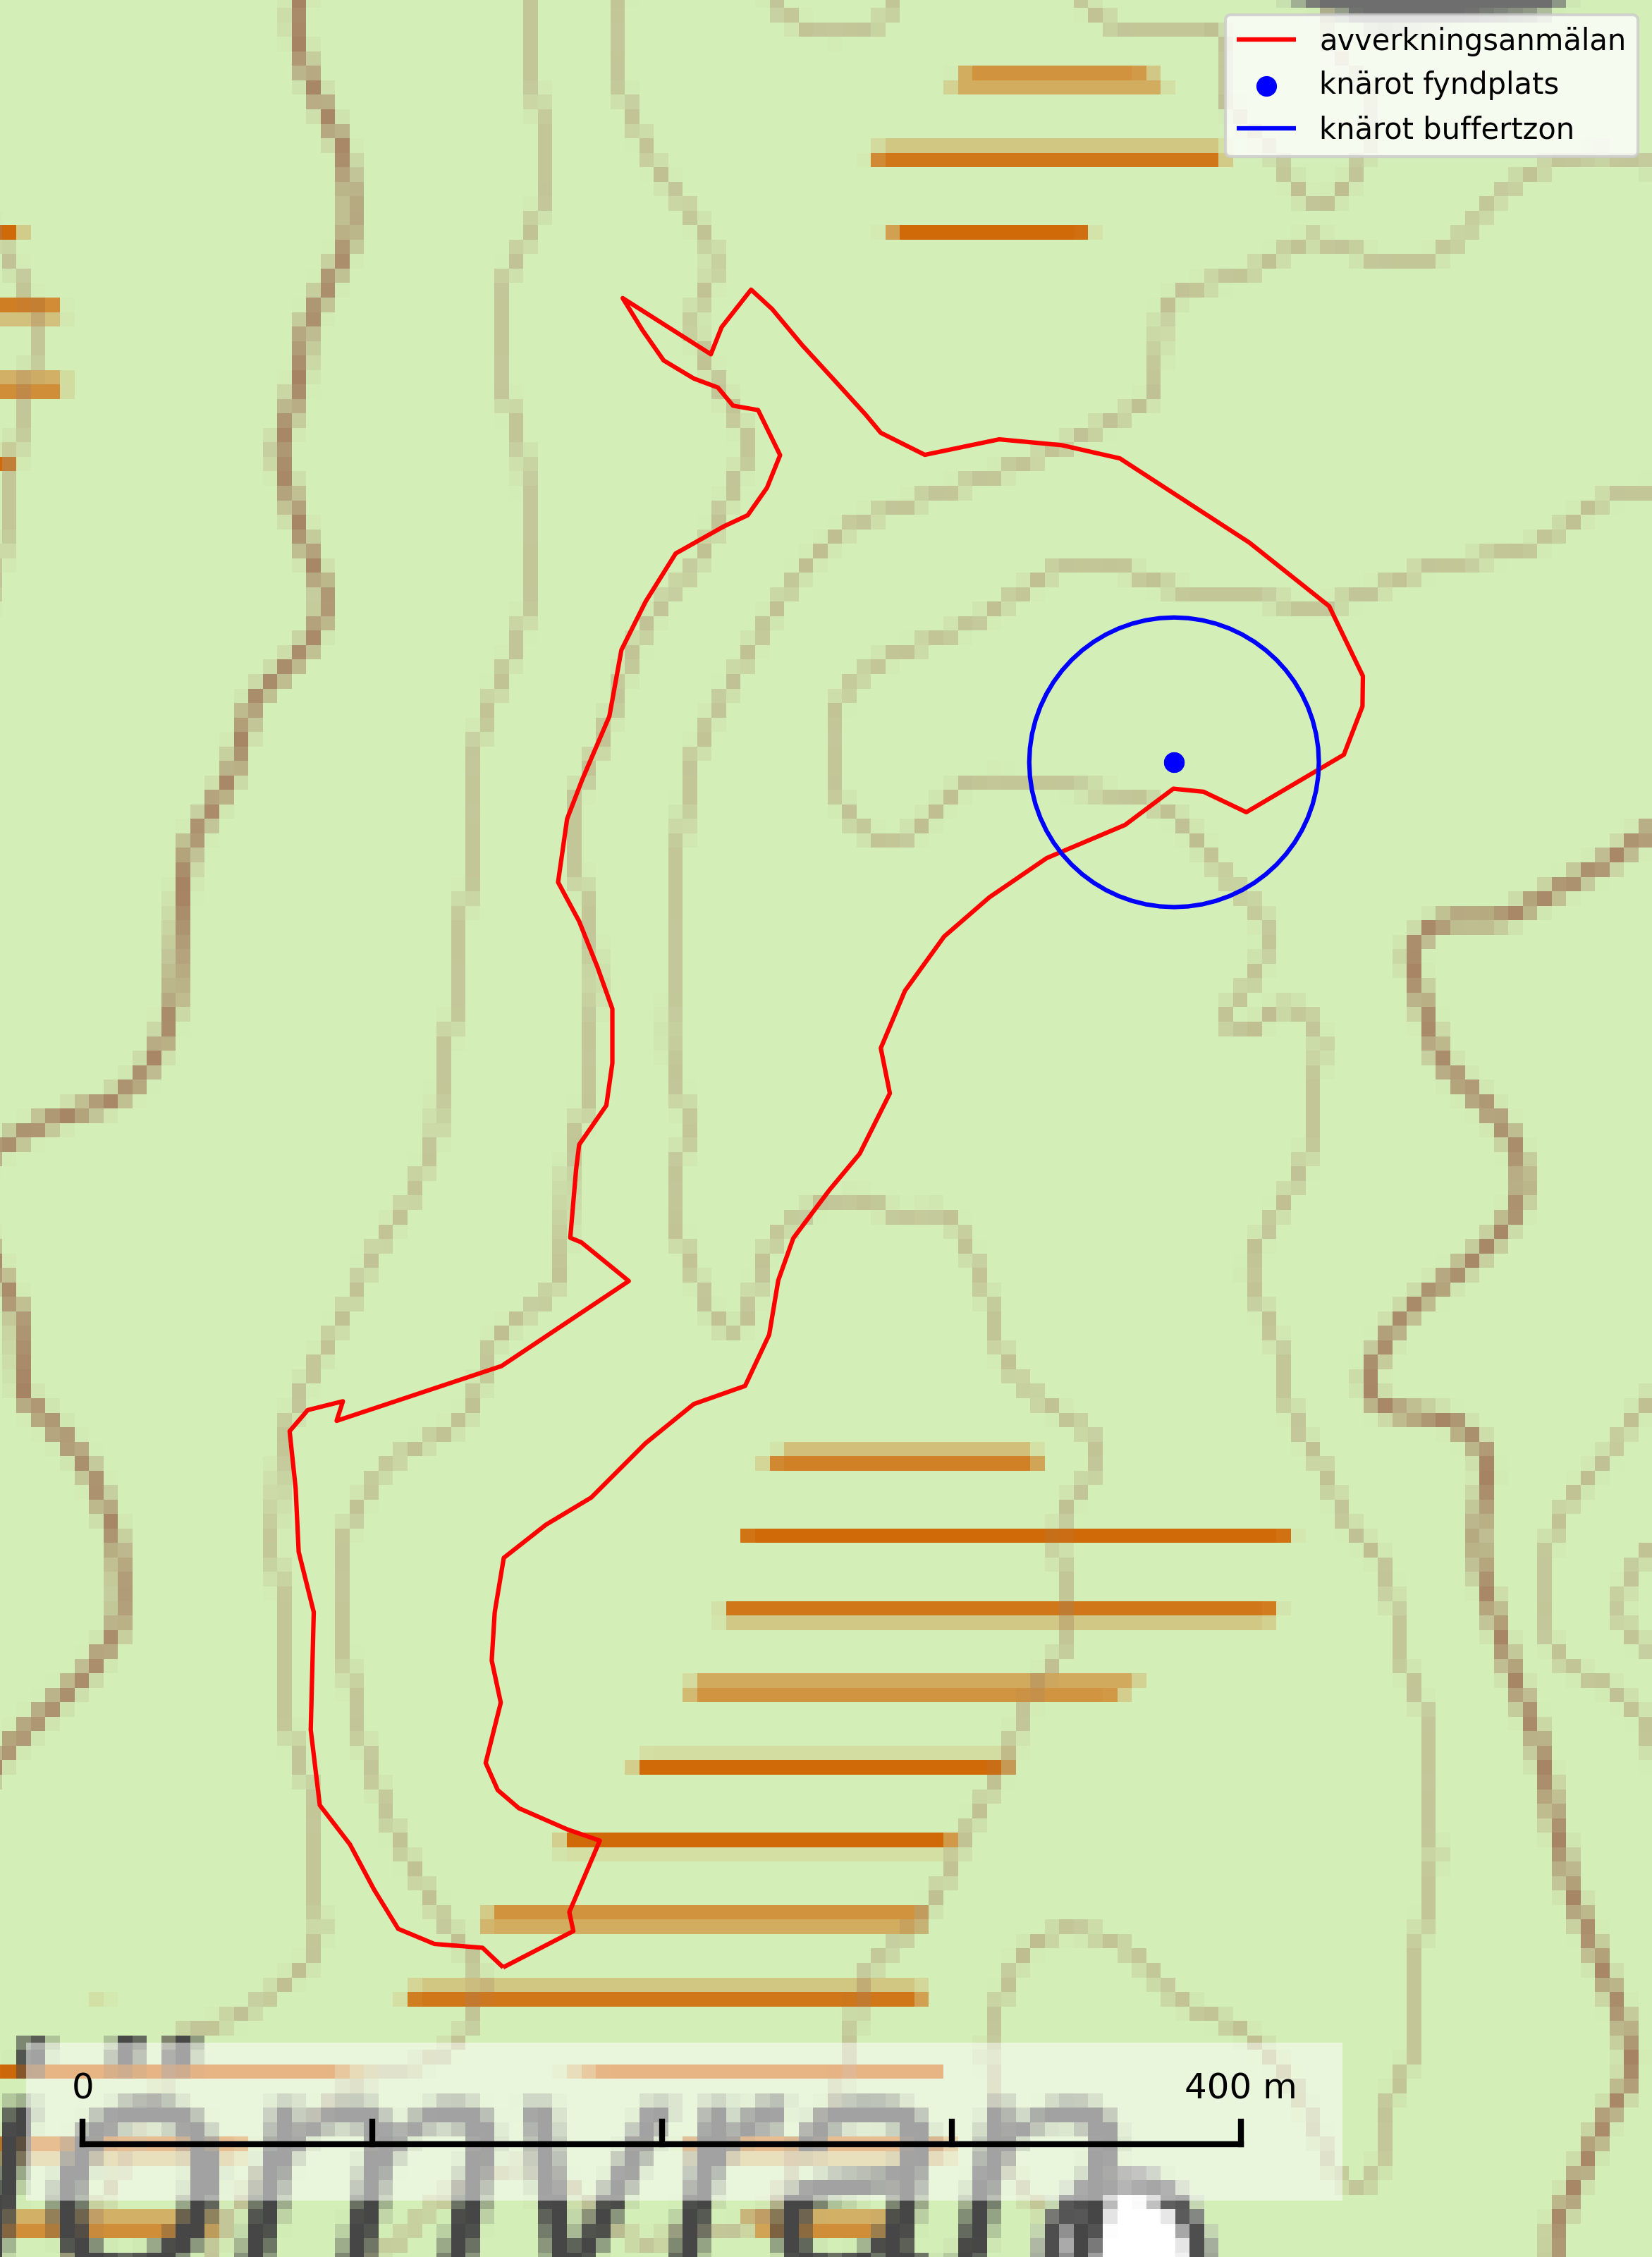 avverkningsanmälan
knärot fyndplats
knärot buffertzon
0 400 m